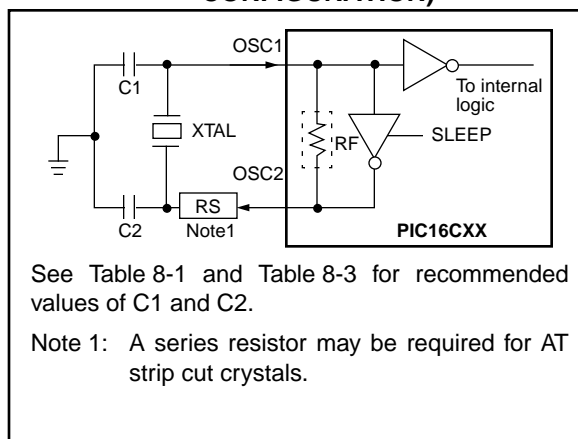 CONFIGURATION)
OSC1
C1
To internal
logic
XTAL
RF
SLEEP
OSC2
RS
C2
Note1
PIC16CXX
See Table 8-1 and Table 8-3 for recommended
values of C1 and C2.
Note 1: A series resistor may be required for AT
strip cut crystals.